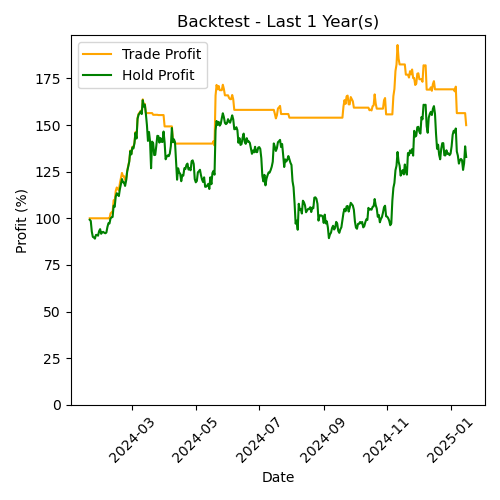 Backtest - Last 1 Year(s)
Trade Profit
Hold Profit
Profit (%)
175
150
125
100
75
50
25
0
2024-03
2024-05
2024-07
2024-09
2024-11
2025-01
Date